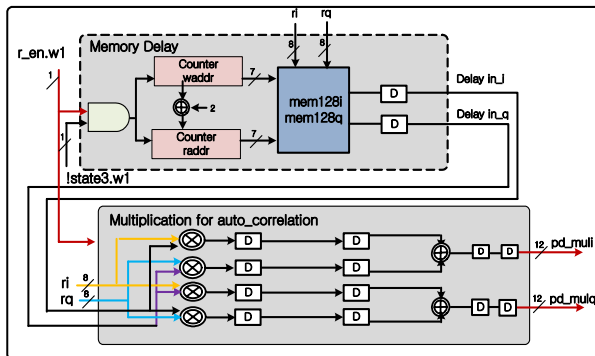 ri rq
r_en.w1
Memory Delay
8 8
1
Counter
waddr
7
Delay in_i
D
2
mem128i
mem128q
Delay in_q
D
Counter
raddr
7
1
!state3.w1
Multiplication for auto_correlation
D D
12 pd_muli
D D
ri 8
D D
rq 8
D D
12 pd_mulq
D D
D D